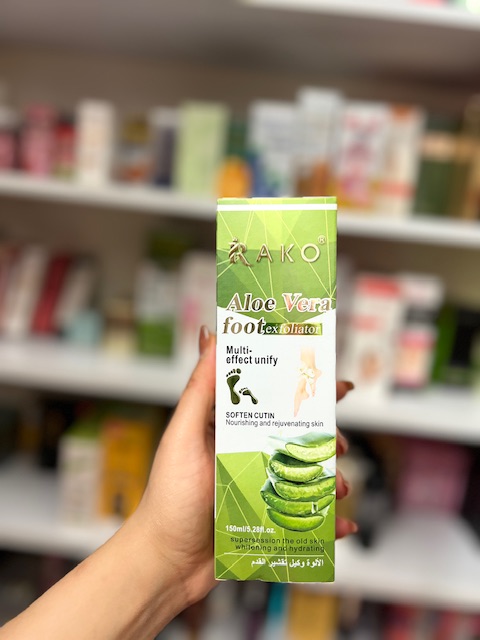 RAKO®
Aloe Vera
foot exfoliator
Multi-
effect unify
SOFTEN CUTIN
Nourishing and rejuvenating skin
150ml/5.28fl.oz.
supersession the old skin
whitening and hydrating
الالوة وكيل تقشير القدم